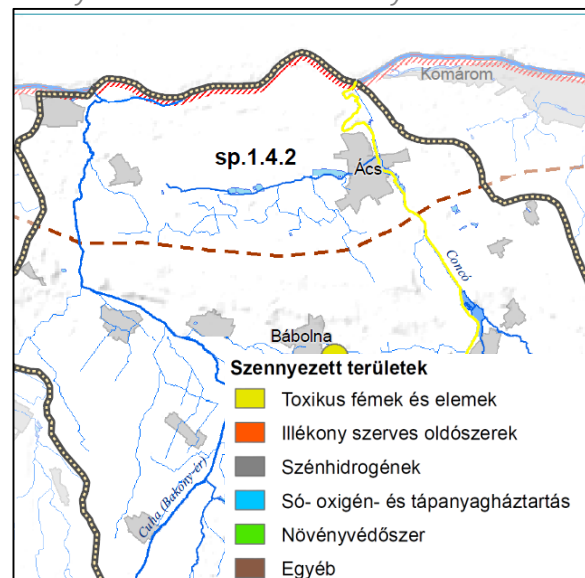 Komárom
sp.1.4.2
Ács
Concó
Bábolna
Szennyezett területek
Toxikus fémek és elemek
Illékony szerves oldószerek
Szénhidrogének
Só- oxigén- és tápanyagháztartás
Növényvédőszer
Egyéb
Cuha (Bakony-ér)